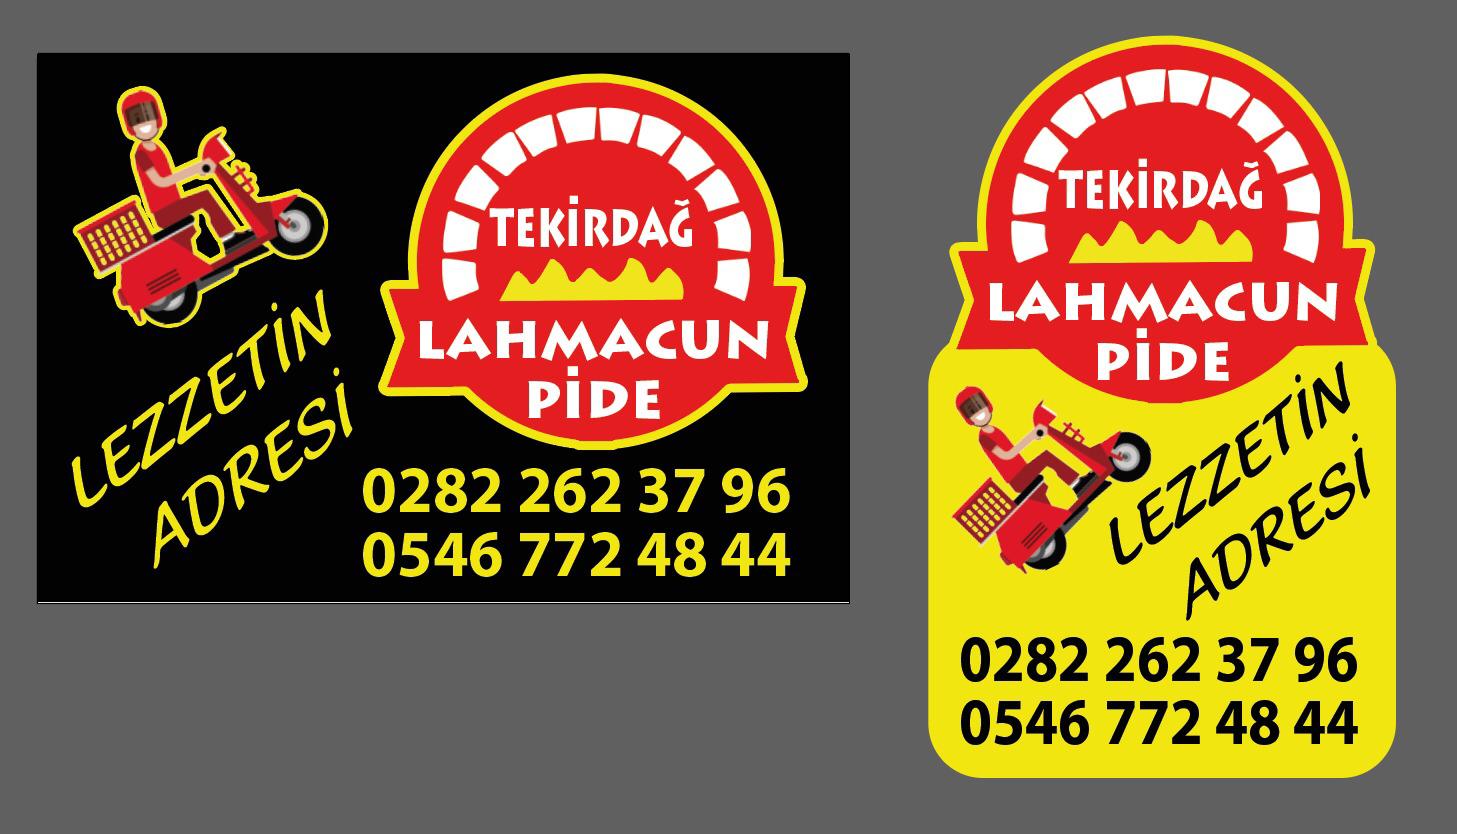 TEKİRDAĞ
LAHMACUN
PİDE
LEZZETİN
ADRESİ
0282 262 37 96
0546 772 48 44
TEKİRDAĞ
LAHMACUN
PİDE
LEZZETİN
ADRESİ
0282 262 37 96
0546 772 48 44